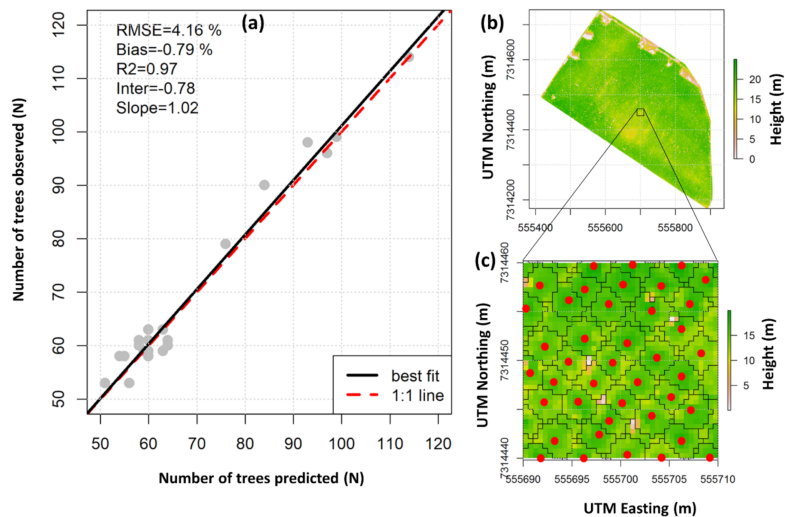 (a)
RMSE=4.16 %
Bias=-0.79 %
R2=0.97
Inter=-0.78
Slope=1.02
120
110
100
90
80
70
60
50
Number of trees observed (N)
best fit
1:1 line
50 60 70 80 90 100 110 120
Number of trees predicted (N)
(b)
7314600
7314400
7314200
UTM Northing (m)
555400 555600 555800
20
15
10
5
0
Height (m)
(c)
7314460
7314450
7314440
UTM Northing (m)
555690 555695 555700 555705 555710
UTM Easting (m)
15
10
5
Height (m)